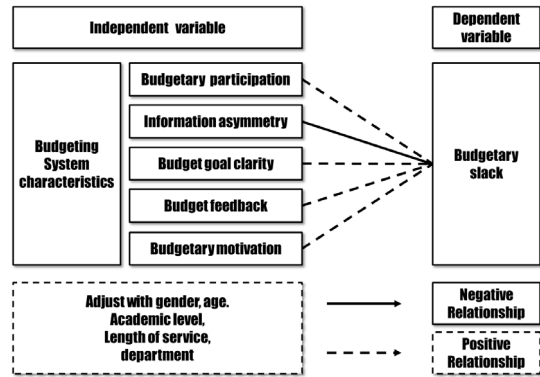 Independent variable
Dependent
variable
Budgeting
System
characteristics
Budgetary participation
Information asymmetry
Budget goal clarity
Budget feedback
Budgetary motivation
Budgetary
slack
Adjust with gender, age.
Academic level,
Length of service,
department
Negative
Relationship
Positive
Relationship